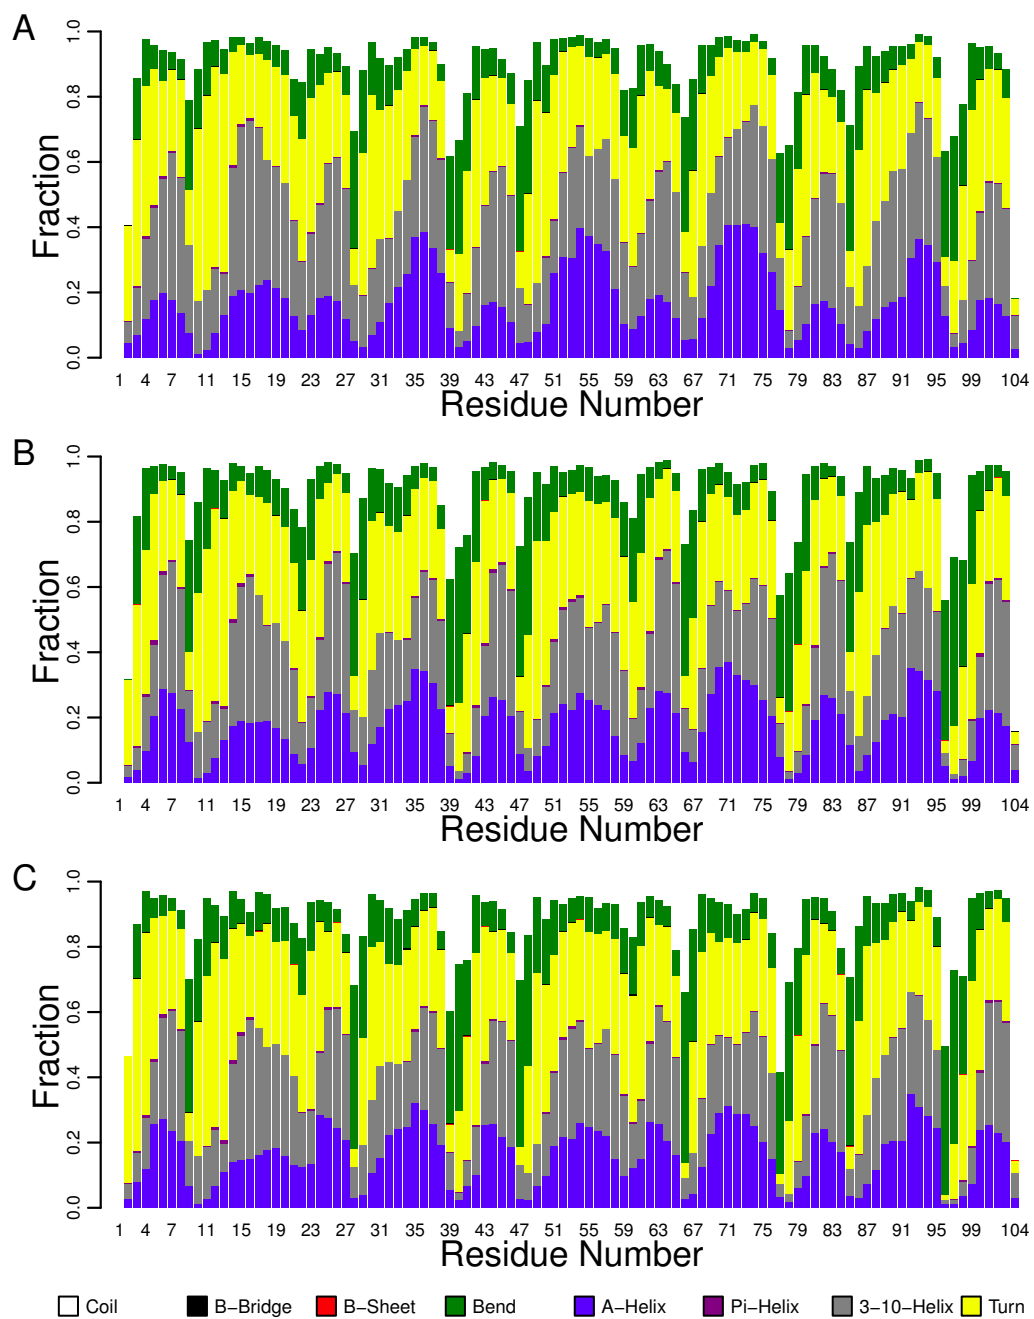 A
Fraction
0.0 0.2 0.4 0.6 0.8 1.0
1 4 7 11 15 19 23 27 31 35 39 43 47 51 55 59 63 67 71 75 79 83 87 91 95 99 104
Residue Number
B
Fraction
0.0 0.2 0.4 0.6 0.8 1.0
1 4 7 11 15 19 23 27 31 35 39 43 47 51 55 59 63 67 71 75 79 83 87 91 95 99 104
Residue Number
C
Fraction
0.0 0.2 0.4 0.6 0.8 1.0
1 4 7 11 15 19 23 27 31 35 39 43 47 51 55 59 63 67 71 75 79 83 87 91 95 99 104
Residue Number
Coil B−Bridge B−Sheet Bend A−Helix Pi−Helix 3−10−Helix Turn